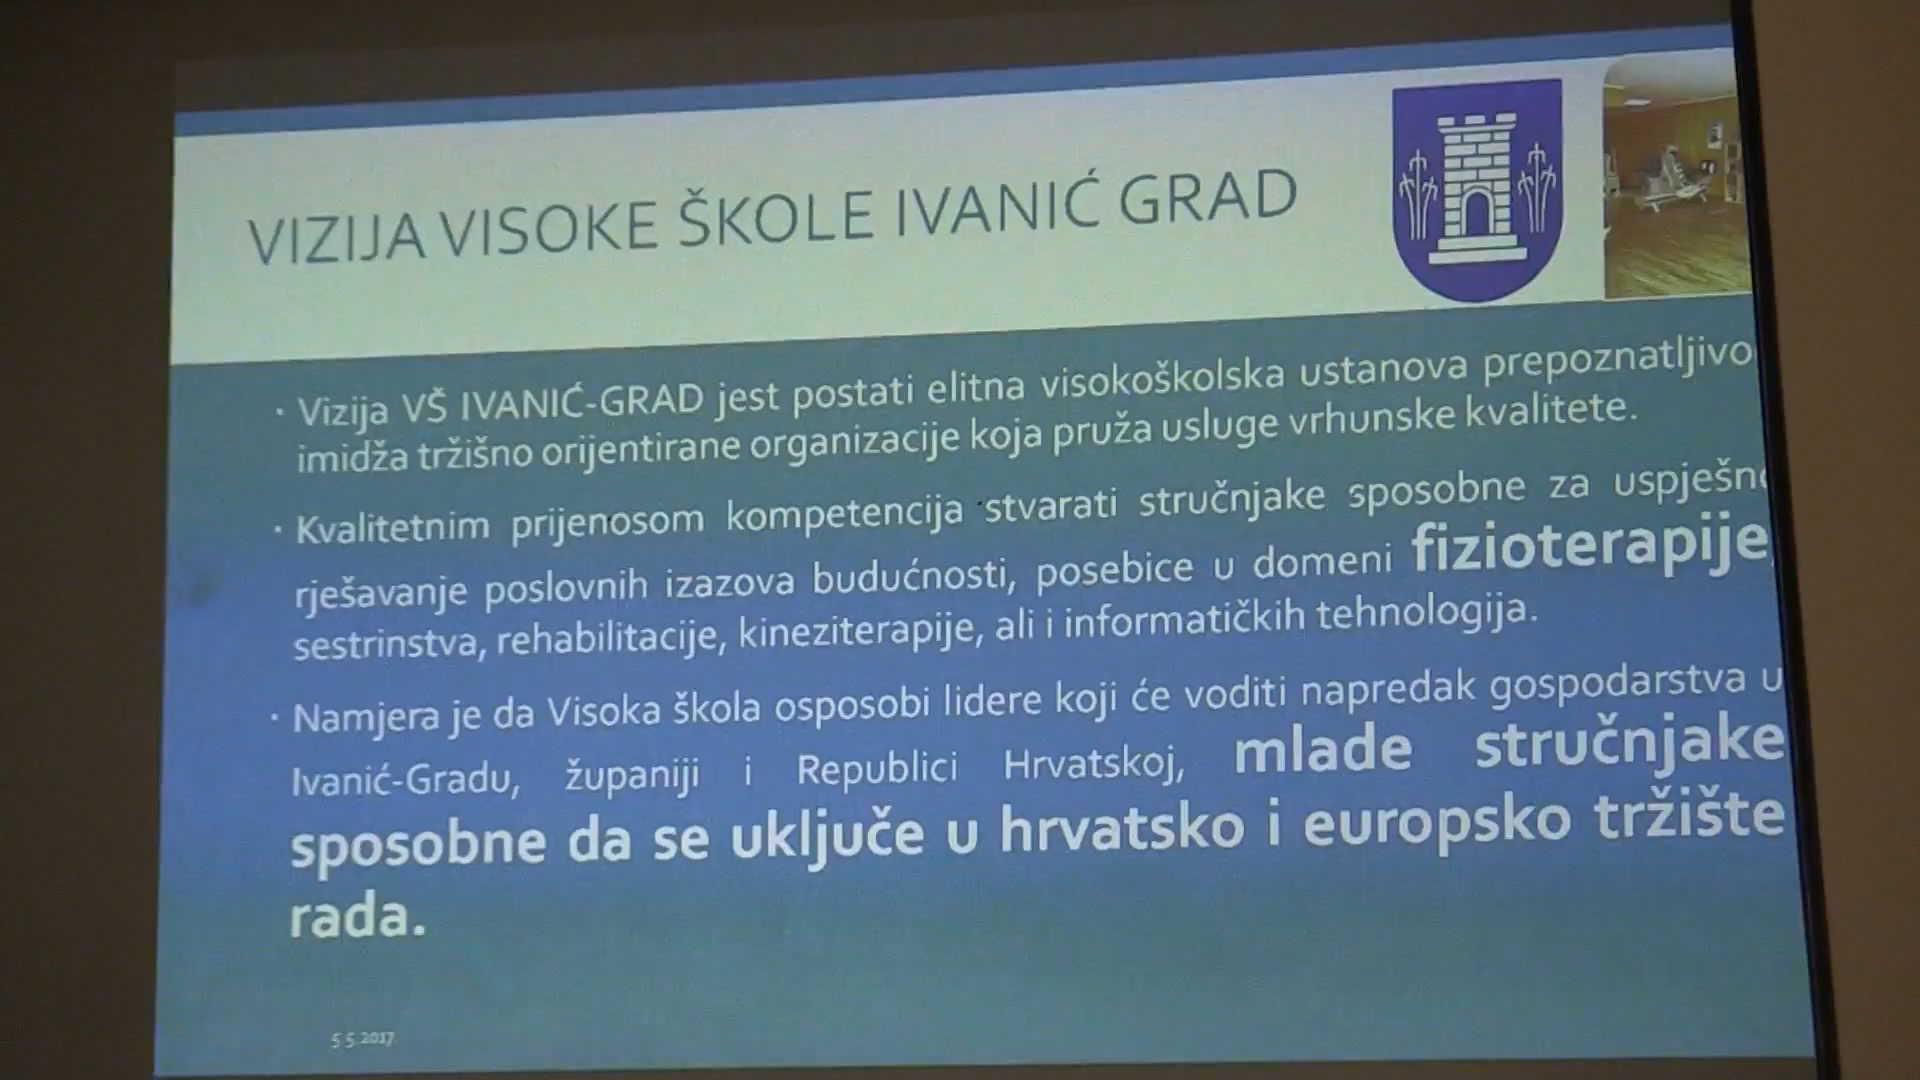 VIZIJA VISOKE ŠKOLE IVANIĆ GRAD
· Vizija VŠ IVANIĆ-GRAD jest postati elitna visokoškolska ustanova prepoznatljivo
imidža tržišno orijentirane organizacije koja pruža usluge vrhunske kvalitete.
· Kvalitetnim prijenosom kompetencija stvarati stručnjake sposobne za uspješno
rješavanje poslovnih izazova budućnosti, posebice u domeni fizioterapije,
sestrinstva, rehabilitacije, kineziterapije, ali i informatičkih tehnologija.
· Namjera je da Visoka škola osposobi lidere koji će voditi napredak gospodarstva u
Ivanić-Gradu, županiji i Republici Hrvatskoj, mlade stručnjake
sposobne da se uključe u hrvatsko i europsko tržište
rada.
5.5.2017